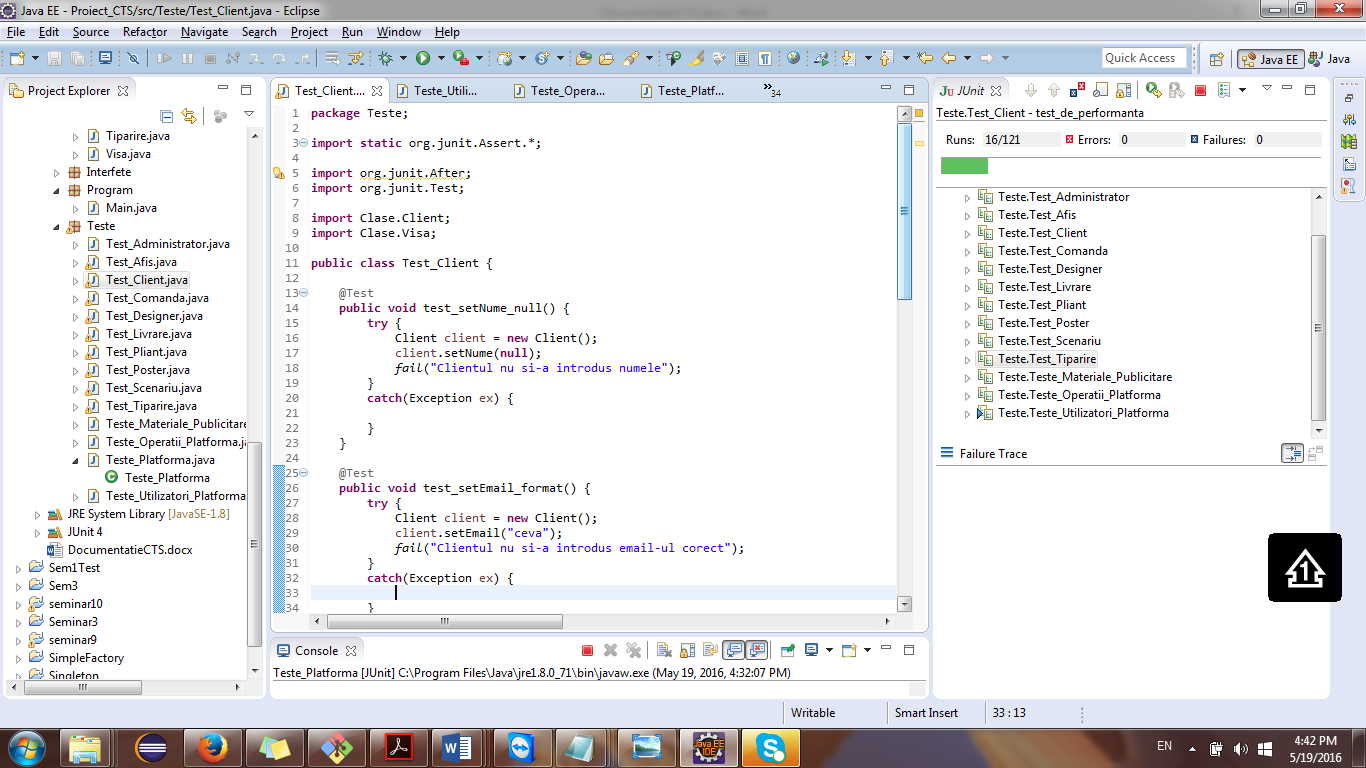 Java EE - Proiect_CTS/src/Teste/Test_Client.java - Eclipse
File Edit Source Refactor Navigate Search Project Run Window Help
Quick Access
Java EE
Java
Project Explorer
Tiparire.java
Visa.java
Interfete
Program
Main.java
Teste
Test_Administrator.java
Test_Afis.java
Test_Client.java
Test_Comanda.java
Test_Designer.java
Test_Livrare.java
Test_Pliant.java
Test_Poster.java
Test_Scenariu.java
Test_Tiparire.java
Teste_Materiale_Publicitare
Teste_Operatii_Platforma.ja
Teste_Platforma.java
Teste_Platforma
Teste_Utilizatori_Platforma
JRE System Library [JavaSE-1.8]
JUnit 4
DocumentatieCTS.docx
Sem1Test
Sem3
seminar10
Seminar3
seminar9
SimpleFactory
Singleton
Test_Client.... Teste_Utili... Teste_Opera... Teste_Platf... »34
1 package Teste;
2
3 import static org.junit.Assert.*;
4
5 import org.junit.After;
6 import org.junit.Test;
7
8 import Clase.Client;
9 import Clase.Visa;
10
11 public class Test_Client {
12
13 @Test
14 public void test_setNume_null() {
15 try {
16 Client client = new Client();
17 client.setNume(null);
18 fail("Clientul nu si-a introdus numele");
19 }
20 catch(Exception ex) {
21
22 }
23 }
24
25 @Test
26 public void test_setEmail_format() {
27 try {
28 Client client = new Client();
29 client.setEmail("ceva");
30 fail("Clientul nu si-a introdus email-ul corect");
31 }
32 catch(Exception ex) {
33
34 }
JUnit
Teste.Test_Client - test_de_performanta
Runs: 16/121 Errors: 0 Failures: 0
Teste.Test_Administrator
Teste.Test_Afis
Teste.Test_Client
Teste.Test_Comanda
Teste.Test_Designer
Teste.Test_Livrare
Teste.Test_Pliant
Teste.Test_Poster
Teste.Test_Scenariu
Teste.Test_Tiparire
Teste.Teste_Materiale_Publicitare
Teste.Teste_Operatii_Platforma
Teste.Teste_Utilizatori_Platforma
Failure Trace
1
Console
Teste_Platforma [JUnit] C:\Program Files\Java\jre1.8.0_71\bin\javaw.exe (May 19, 2016, 4:32:07 PM)
Writable Smart Insert 33 : 13
Java EE
IDE
EN
4:42 PM
5/19/2016